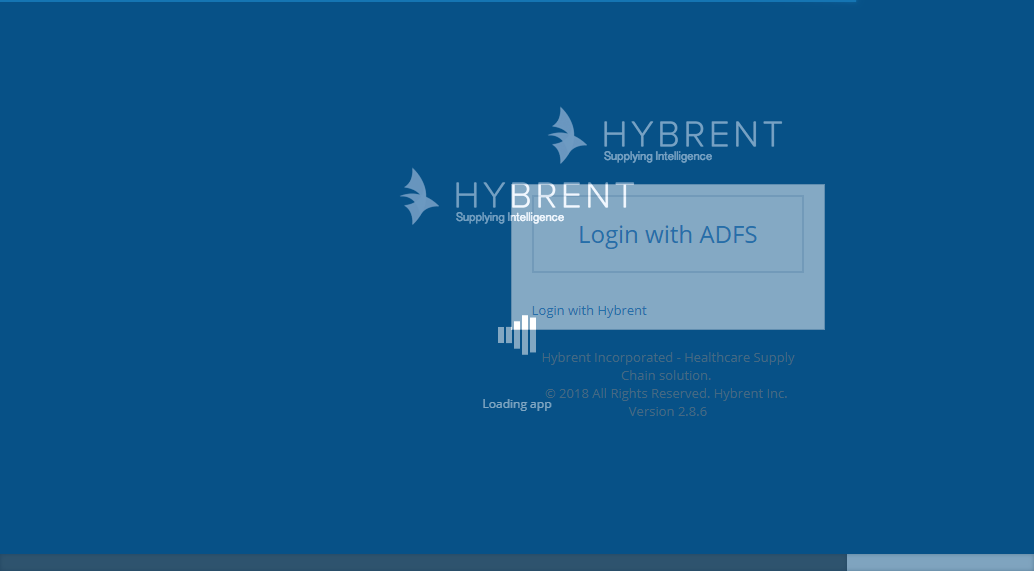 HYBRENT
Supplying Intelligence
HYBRENT
Supplying Intelligence
Login with ADFS
Login with Hybrent
Hybrent Incorporated - Healthcare Supply
Chain solution.
© 2018 All Rights Reserved. Hybrent Inc.
Loading app
Version 2.8.6